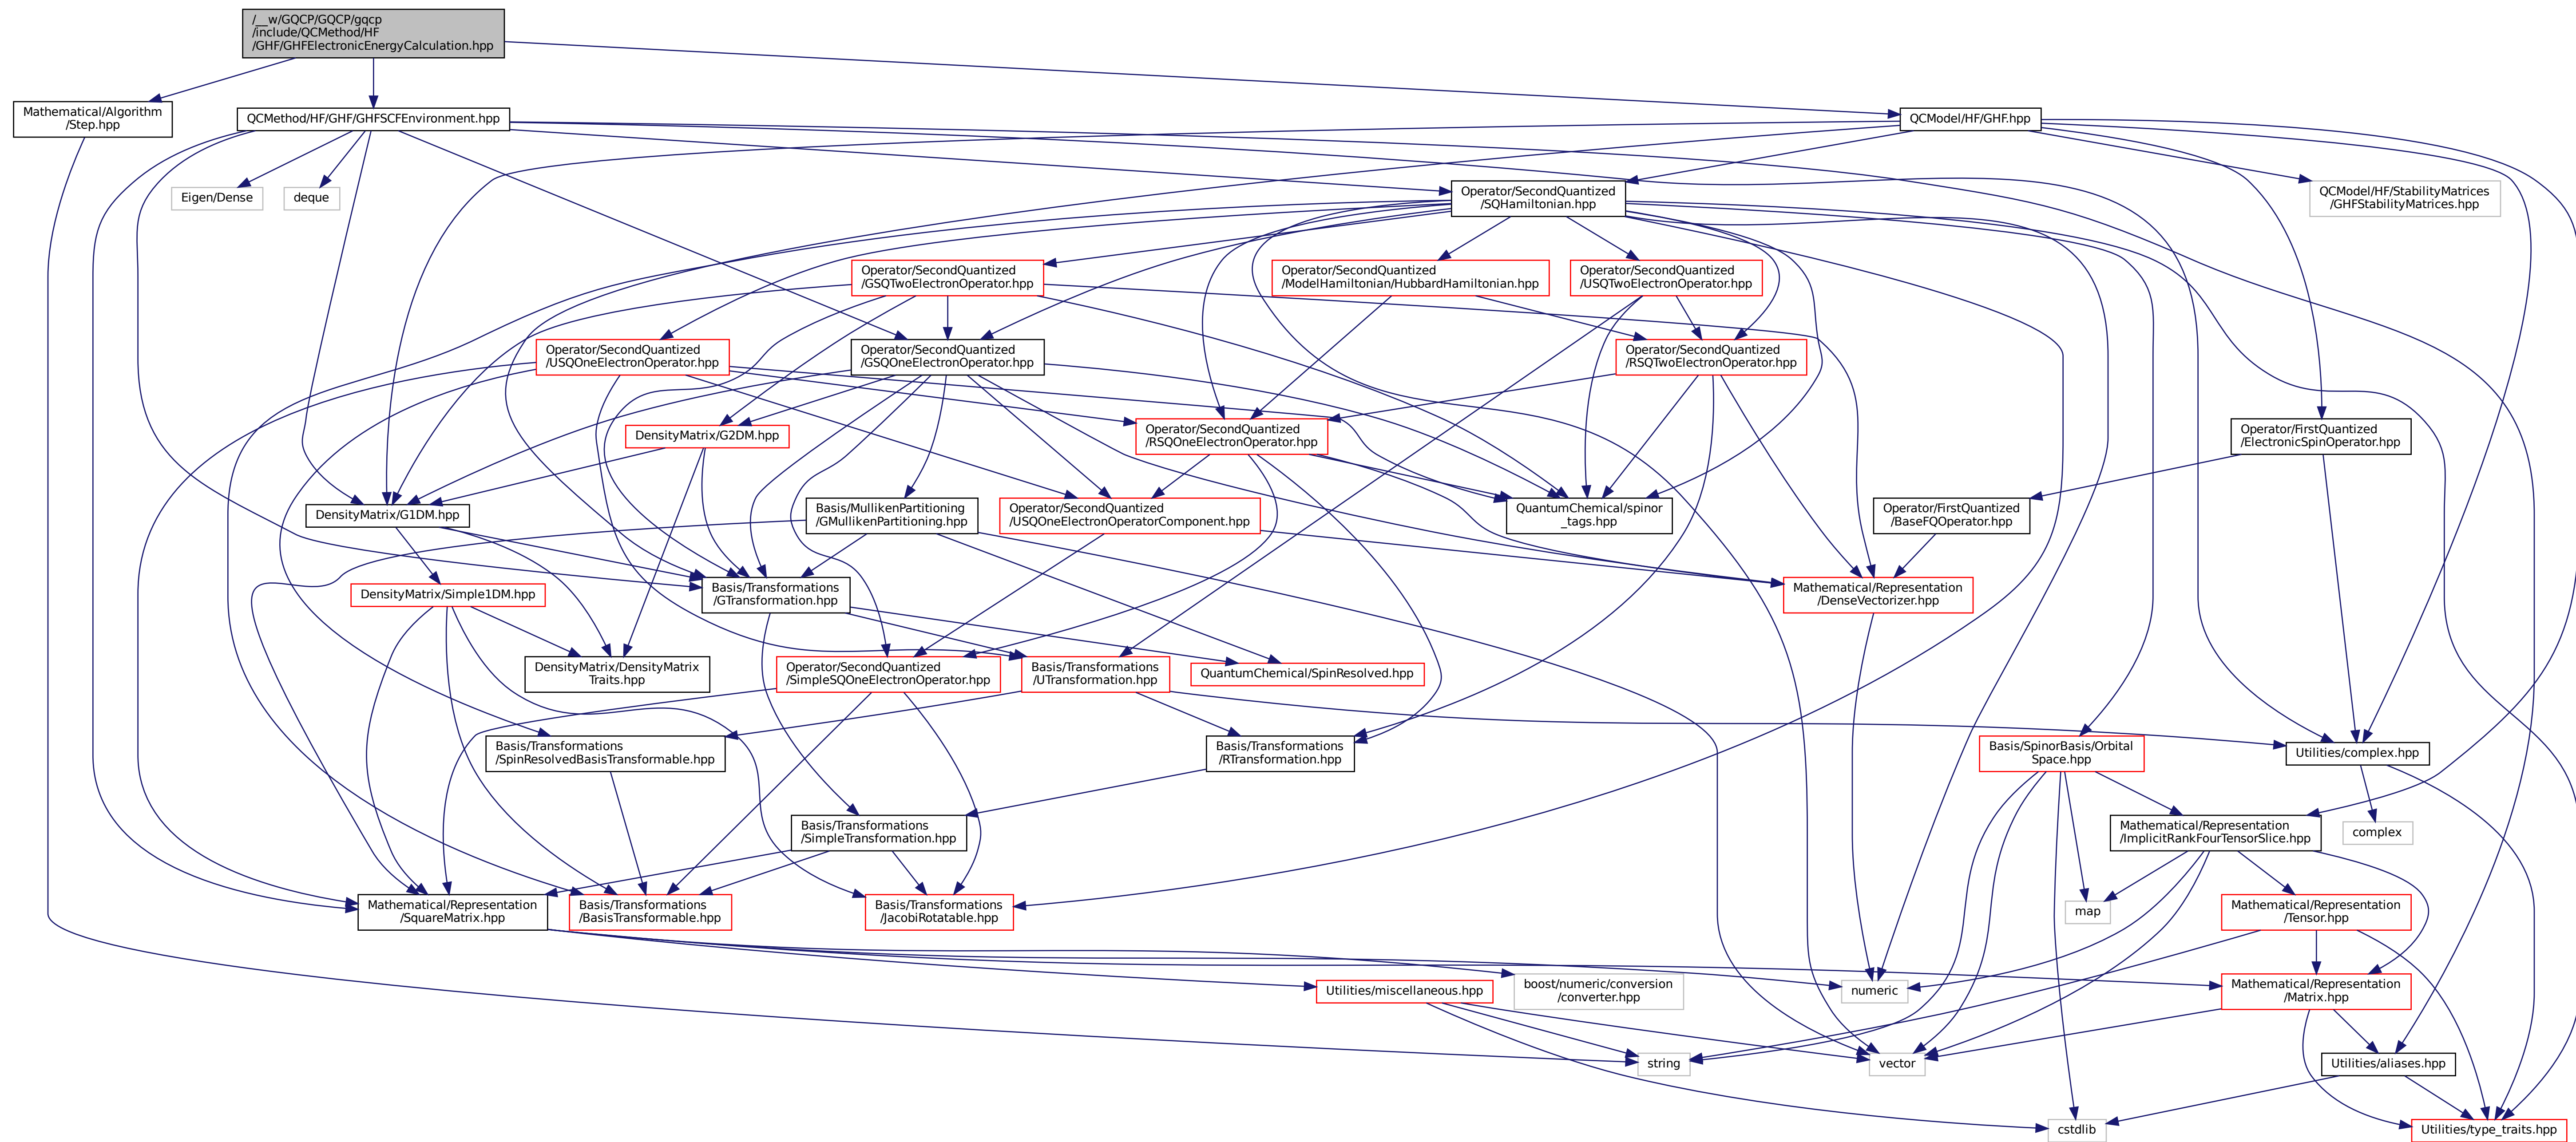 /__w/GQCP/GQCP/gqcp
/include/QCMethod/HF
/GHF/GHFElectronicEnergyCalculation.hpp
Mathematical/Algorithm
/Step.hpp
QCMethod/HF/GHF/GHFSCFEnvironment.hpp
QCModel/HF/GHF.hpp
Eigen/Dense
deque
Operator/SecondQuantized
/SQHamiltonian.hpp
QCModel/HF/StabilityMatrices
/GHFStabilityMatrices.hpp
Operator/SecondQuantized
/GSQTwoElectronOperator.hpp
Operator/SecondQuantized
/ModelHamiltonian/HubbardHamiltonian.hpp
Operator/SecondQuantized
/USQTwoElectronOperator.hpp
Operator/SecondQuantized
/USQOneElectronOperator.hpp
Operator/SecondQuantized
/GSQOneElectronOperator.hpp
Operator/SecondQuantized
/RSQTwoElectronOperator.hpp
DensityMatrix/G2DM.hpp
Operator/SecondQuantized
/RSQOneElectronOperator.hpp
Operator/FirstQuantized
/ElectronicSpinOperator.hpp
DensityMatrix/G1DM.hpp
Basis/MullikenPartitioning
/GMullikenPartitioning.hpp
Operator/SecondQuantized
/USQOneElectronOperatorComponent.hpp
QuantumChemical/spinor
_tags.hpp
Operator/FirstQuantized
/BaseFQOperator.hpp
DensityMatrix/Simple1DM.hpp
Basis/Transformations
/GTransformation.hpp
Mathematical/Representation
/DenseVectorizer.hpp
DensityMatrix/DensityMatrix
Traits.hpp
Operator/SecondQuantized
/SimpleSQOneElectronOperator.hpp
Basis/Transformations
/UTransformation.hpp
QuantumChemical/SpinResolved.hpp
Basis/Transformations
/SpinResolvedBasisTransformable.hpp
Basis/Transformations
/RTransformation.hpp
Utilities/complex.hpp
Basis/SpinorBasis/Orbital
Space.hpp
Basis/Transformations
/SimpleTransformation.hpp
Mathematical/Representation
/ImplicitRankFourTensorSlice.hpp
complex
Mathematical/Representation
/SquareMatrix.hpp
Basis/Transformations
/BasisTransformable.hpp
Basis/Transformations
/JacobiRotatable.hpp
map
Mathematical/Representation
/Tensor.hpp
Utilities/miscellaneous.hpp
boost/numeric/conversion
/converter.hpp
numeric
Mathematical/Representation
/Matrix.hpp
string
vector
Utilities/aliases.hpp
cstdlib
Utilities/type_traits.hpp